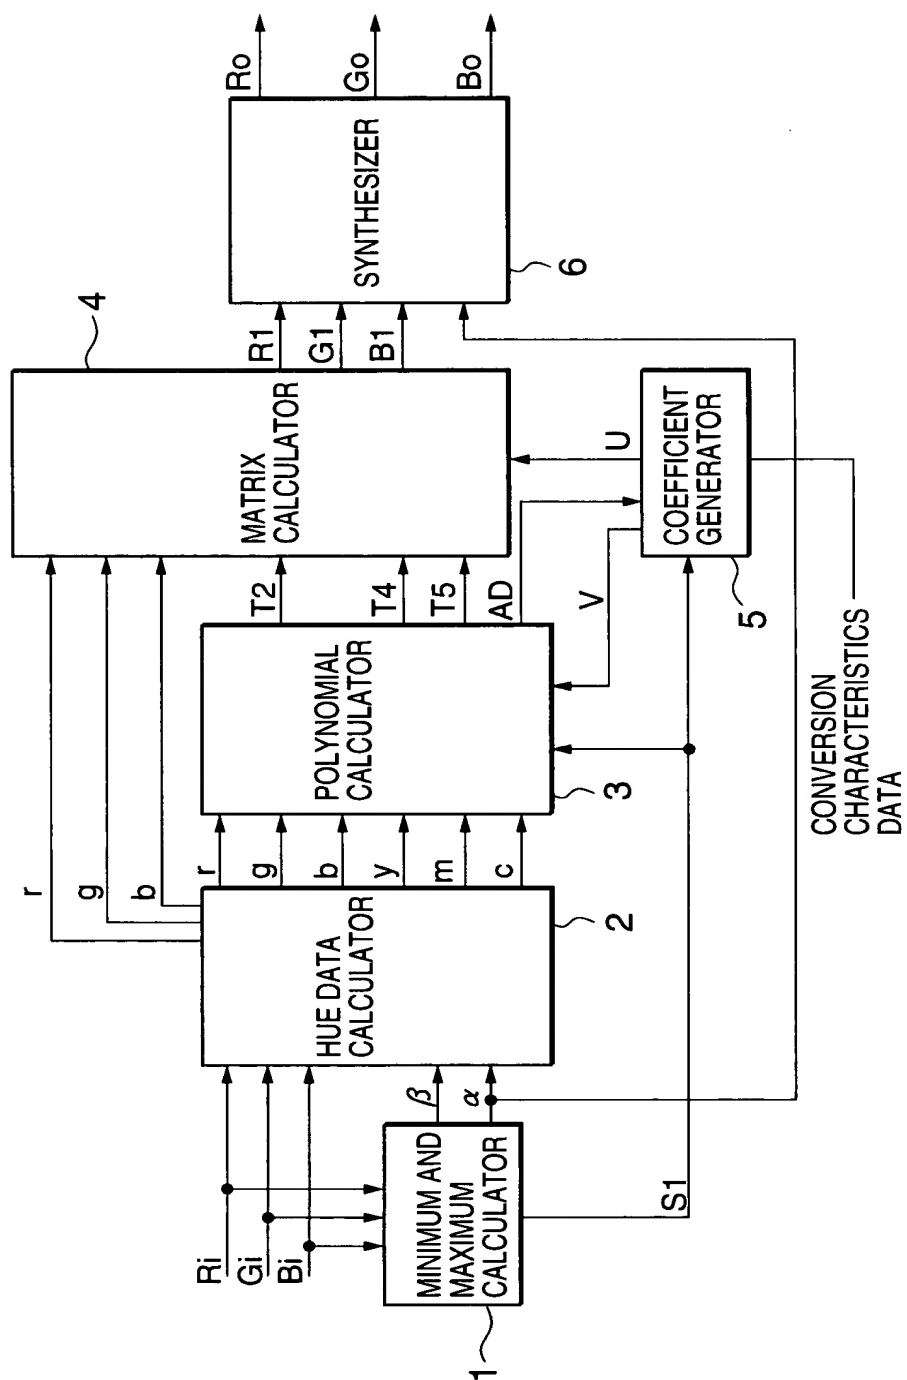 Ri
Gi
Bi
MINIMUM AND
MAXIMUM
CALCULATOR
1
β
α
S1
HUE DATA
CALCULATOR
2
r
g
b
r
g
b
y
m
c
POLYNOMIAL
CALCULATOR
3
T2
T4
T5
AD
V
MATRIX
CALCULATOR
4
U
COEFFICIENT
GENERATOR
5
CONVERSION
CHARACTERISTICS
DATA
R1
G1
B1
SYNTHESIZER
6
Ro
Go
Bo